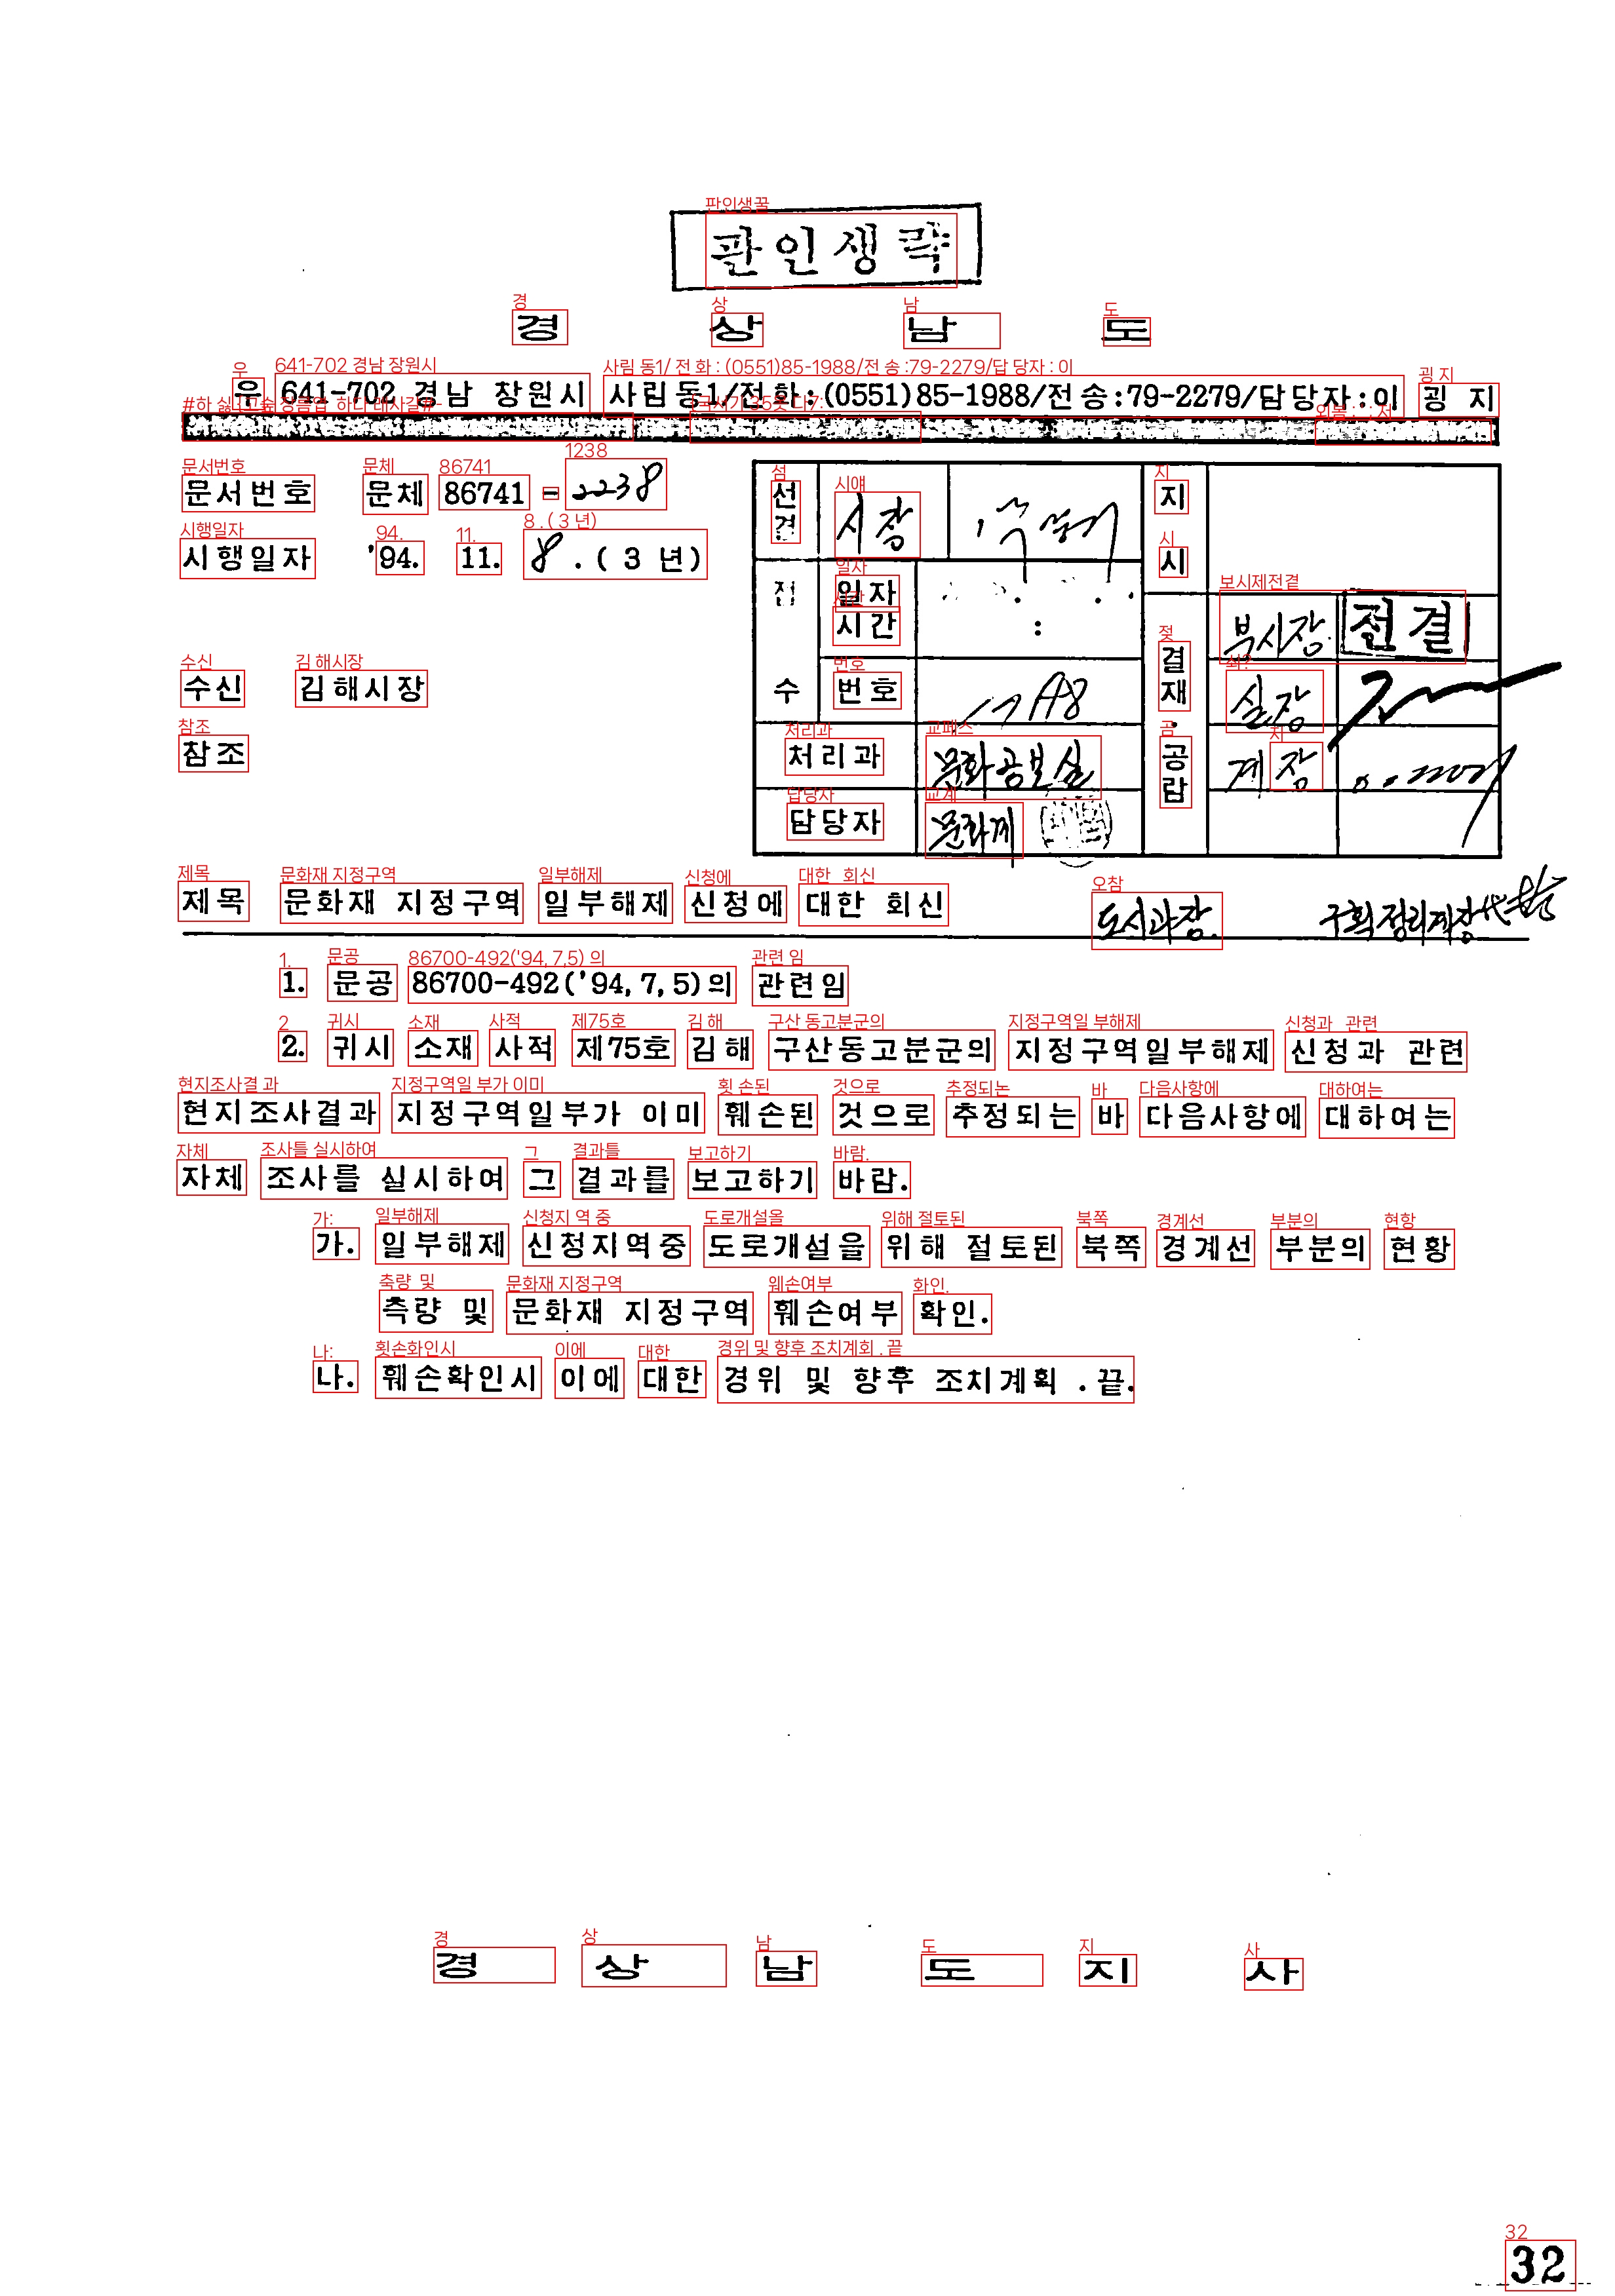 관인생략
경 상 남 도
우 641-702 경남 창원시 사림동1/전화:(0551)85-1988/전송:79-2279/담당자:이 굉 지
문서번호 문체 86741 - 2238
시행일자 '94. 11. 8. (3 년)
수신 김해시장
참조
선결 시장 지시
접수 일자 시간 :
번호
결재·공람
부시장 전결
실장
계장
처리과 문화공보실
담당자 문화계
제목 문화재 지정구역 일부해제 신청에 대한 회신
도시과장 구획정리계장
1. 문공 86700-492('94, 7, 5)의 관련임
2. 귀시 소재 사적 제75호 김해 구산동고분군의 지정구역일부해제 신청과 관련
현지조사결과 지정구역일부가 이미 훼손된 것으로 추정되는 바 다음사항에 대하여는
자체 조사를 실시하여 그 결과를 보고하기 바람.
가. 일부해제 신청지역중 도로개설을 위해 절토된 북쪽 경계선 부분의 현황
측량 및 문화재 지정구역 훼손여부 확인.
나. 훼손확인시 이에 대한 경위 및 향후 조치계획 . 끝.
경 상 남 도 지 사
32